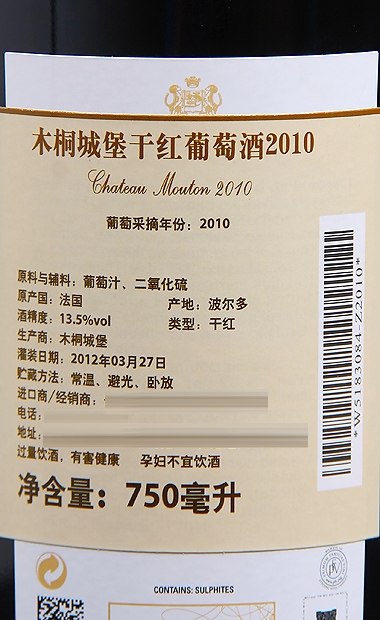 木桐城堡干红葡萄酒2010
Chateau Mouton 2010
葡萄采摘年份：2010
原料与辅料：葡萄汁、二氧化硫
原产国：法国 产地：波尔多
酒精度：13.5%vol 类型：干红
生产商：木桐城堡
灌装日期：2012年03月27日
贮藏方法：常温、避光、卧放
进口商/经销商：
电话：
地址：
过量饮酒，有害健康 孕妇不宜饮酒
净含量：750毫升
*W5183084-Z2010*
CONTAINS: SULPHITES